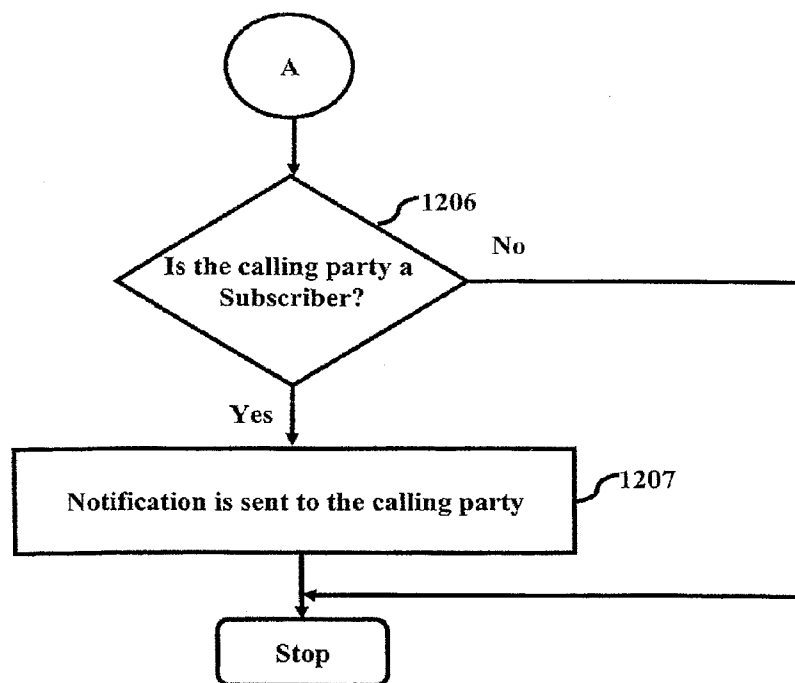 A
1206
No
Is the calling party a
Subscriber?
Yes
1207
Notification is sent to the calling party
Stop